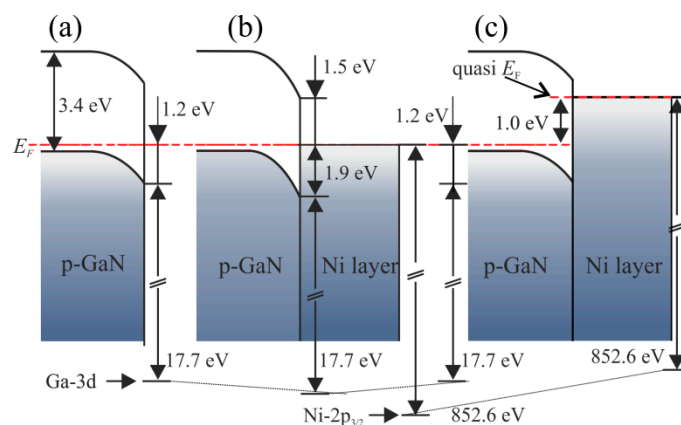 (a) (b) (c)
1.5 eV
quasi E_F
3.4 eV
1.2 eV
1.2 eV
1.0 eV
E_F
1.9 eV
p-GaN
p-GaN
Ni layer
p-GaN
Ni layer
17.7 eV
17.7 eV
17.7 eV
852.6 eV
Ga-3d
Ni-2p_{3/2}
852.6 eV